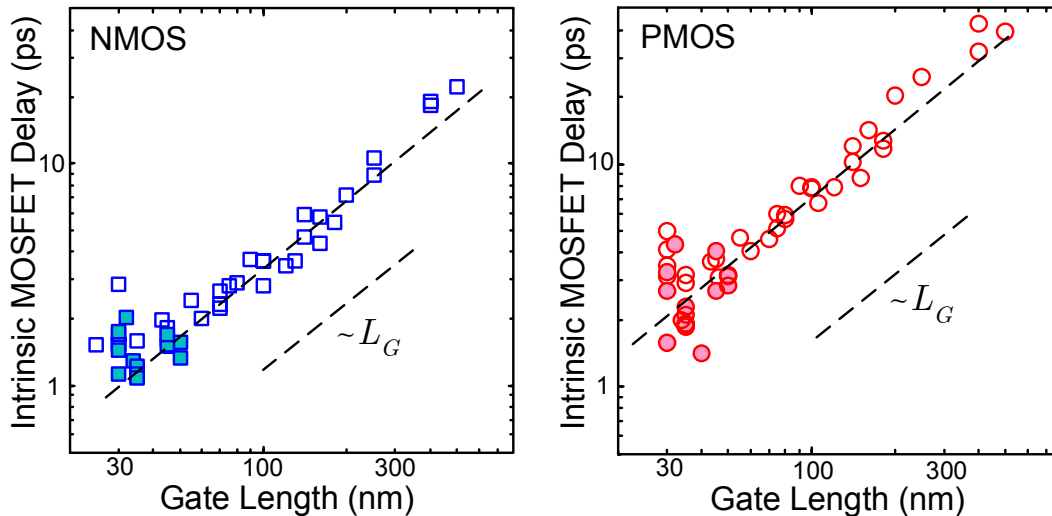 NMOS
Intrinsic MOSFET Delay (ps)
10
1
~L_G
30
100
300
Gate Length (nm)
PMOS
Intrinsic MOSFET Delay (ps)
10
1
~L_G
30
100
300
Gate Length (nm)